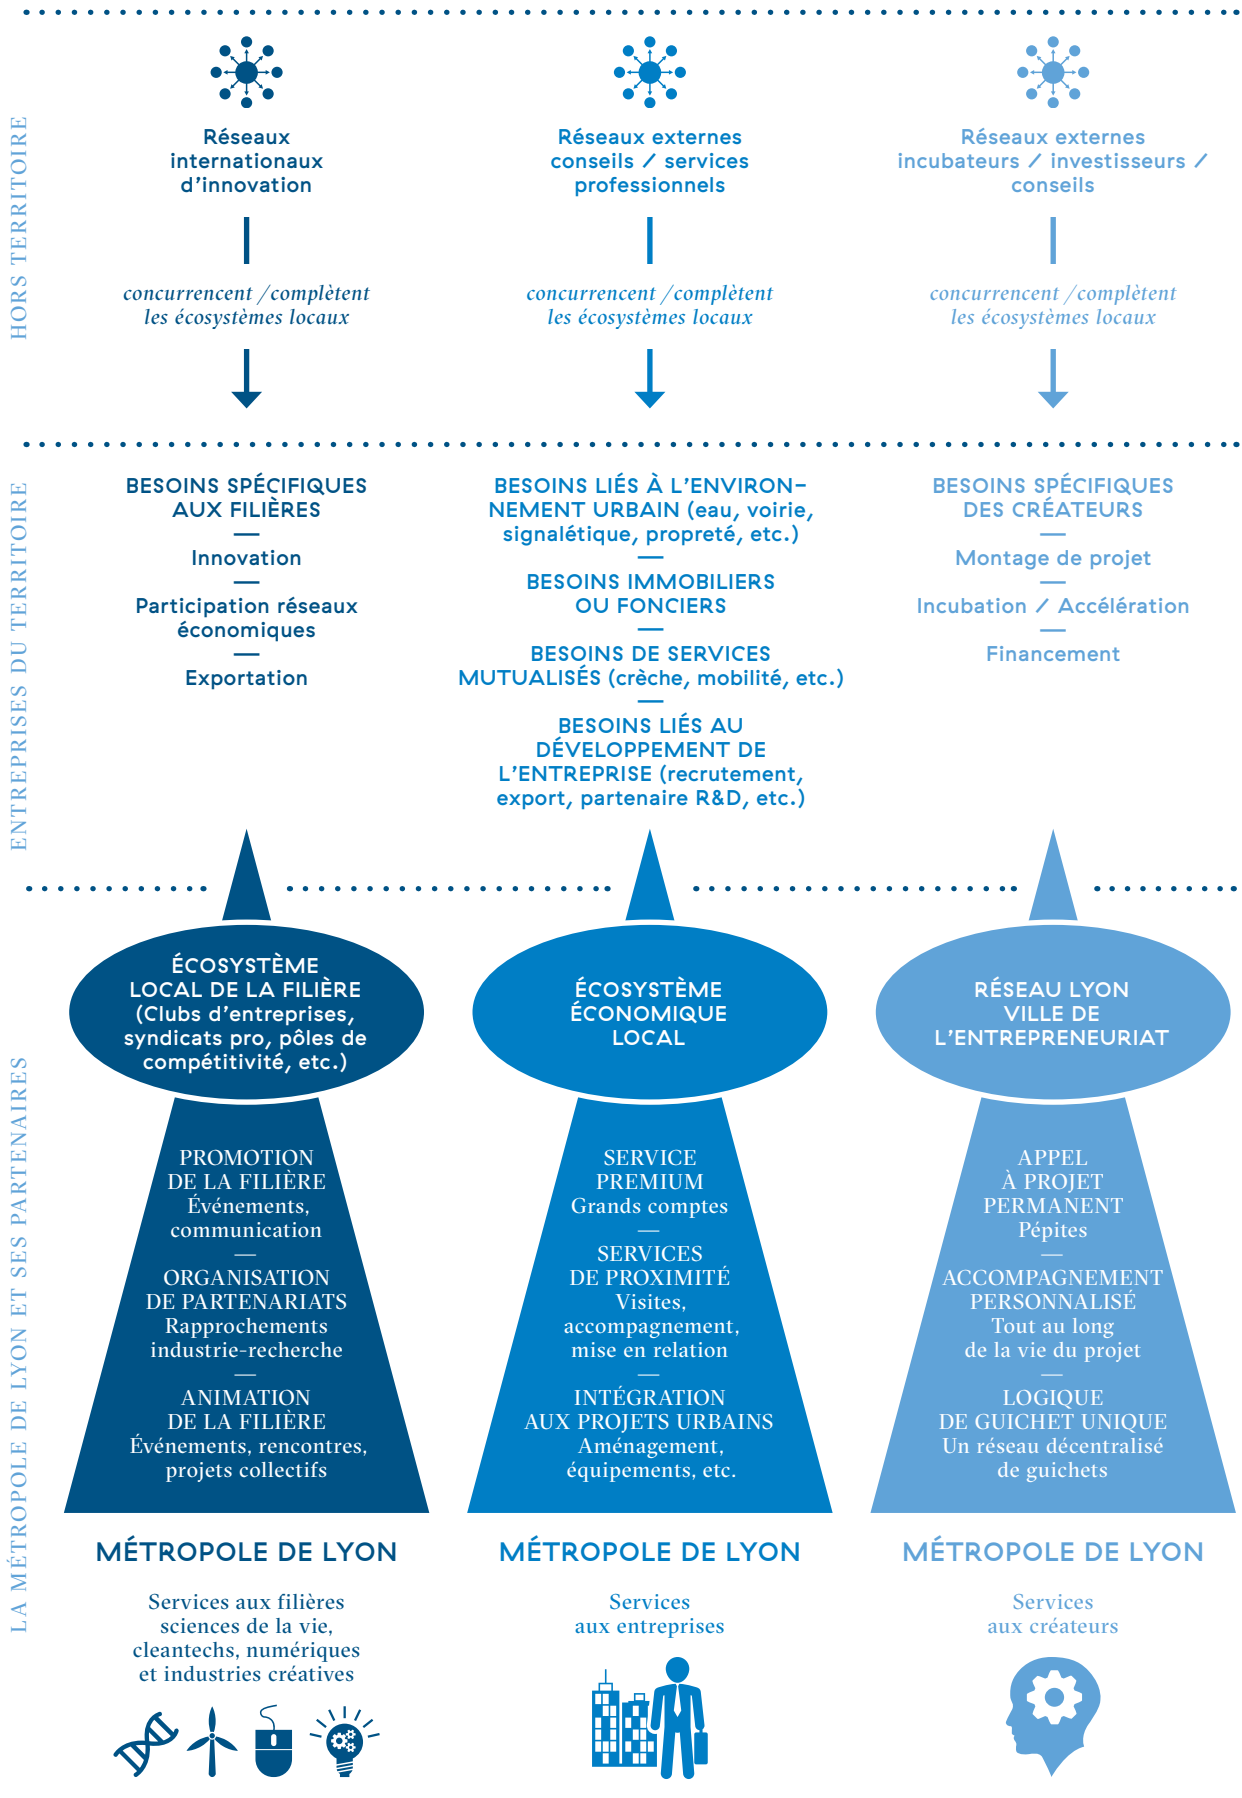 HORS TERRITOIRE
Réseaux
internationaux
d'innovation
concurrencent / complètent
les écosystèmes locaux
Réseaux externes
conseils / services
professionnels
concurrencent / complètent
les écosystèmes locaux
Réseaux externes
incubateurs / investisseurs /
conseils
concurrencent / complètent
les écosystèmes locaux
ENTREPRISES DU TERRITOIRE
BESOINS SPÉCIFIQUES
AUX FILIÈRES
—
Innovation
—
Participation réseaux
économiques
—
Exportation
BESOINS LIÉS À L'ENVIRON-
NEMENT URBAIN (eau, voirie,
signalétique, propreté, etc.)
—
BESOINS IMMOBILIERS
OU FONCIERS
—
BESOINS DE SERVICES
MUTUALISÉS (crèche, mobilité, etc.)
—
BESOINS LIÉS AU
DÉVELOPPEMENT DE
L'ENTREPRISE (recrutement,
export, partenaire R&D, etc.)
BESOINS SPÉCIFIQUES
DES CRÉATEURS
—
Montage de projet
—
Incubation / Accélération
—
Financement
LA MÉTROPOLE DE LYON ET SES PARTENAIRES
ÉCOSYSTÈME
LOCAL DE LA FILIÈRE
(Clubs d'entreprises,
syndicats pro, pôles de
compétitivité, etc.)
PROMOTION
DE LA FILIÈRE
Événements,
communication
—
ORGANISATION
DE PARTENARIATS
Rapprochements
industrie-recherche
—
ANIMATION
DE LA FILIÈRE
Événements, rencontres,
projets collectifs
MÉTROPOLE DE LYON
Services aux filières
sciences de la vie,
cleantechs, numériques
et industries créatives
ÉCOSYSTÈME
ÉCONOMIQUE
LOCAL
SERVICE
PREMIUM
Grands comptes
—
SERVICES
DE PROXIMITÉ
Visites,
accompagnement,
mise en relation
—
INTÉGRATION
AUX PROJETS URBAINS
Aménagement,
équipements, etc.
MÉTROPOLE DE LYON
Services
aux entreprises
RÉSEAU LYON
VILLE DE
L'ENTREPRENEURIAT
APPEL
À PROJET
PERMANENT
Pépites
—
ACCOMPAGNEMENT
PERSONNALISÉ
Tout au long
de la vie du projet
—
LOGIQUE
DE GUICHET UNIQUE
Un réseau décentralisé
de guichets
MÉTROPOLE DE LYON
Services
aux créateurs